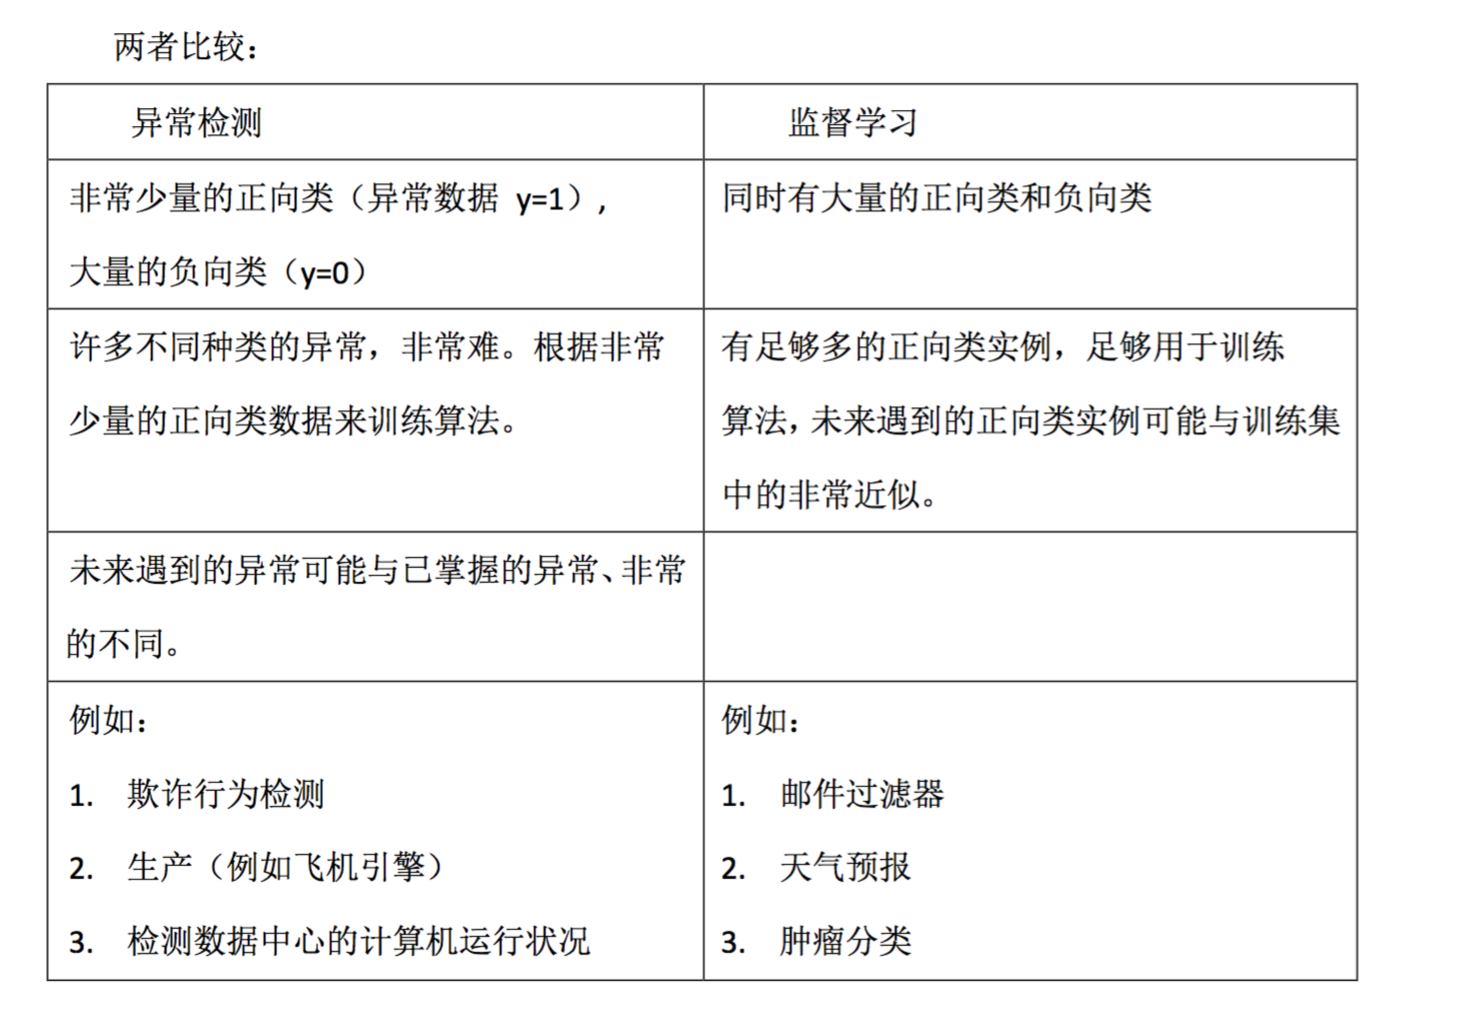 两者比较：
异常检测
监督学习
非常少量的正向类（异常数据 y=1），
大量的负向类（y=0）
同时有大量的正向类和负向类
许多不同种类的异常，非常难。根据非常
少量的正向类数据来训练算法。
有足够多的正向类实例，足够用于训练
算法，未来遇到的正向类实例可能与训练集
中的非常近似。
未来遇到的异常可能与已掌握的异常、非常
的不同。
例如：
1. 欺诈行为检测
2. 生产（例如飞机引擎）
3. 检测数据中心的计算机运行状况
例如：
1. 邮件过滤器
2. 天气预报
3. 肿瘤分类